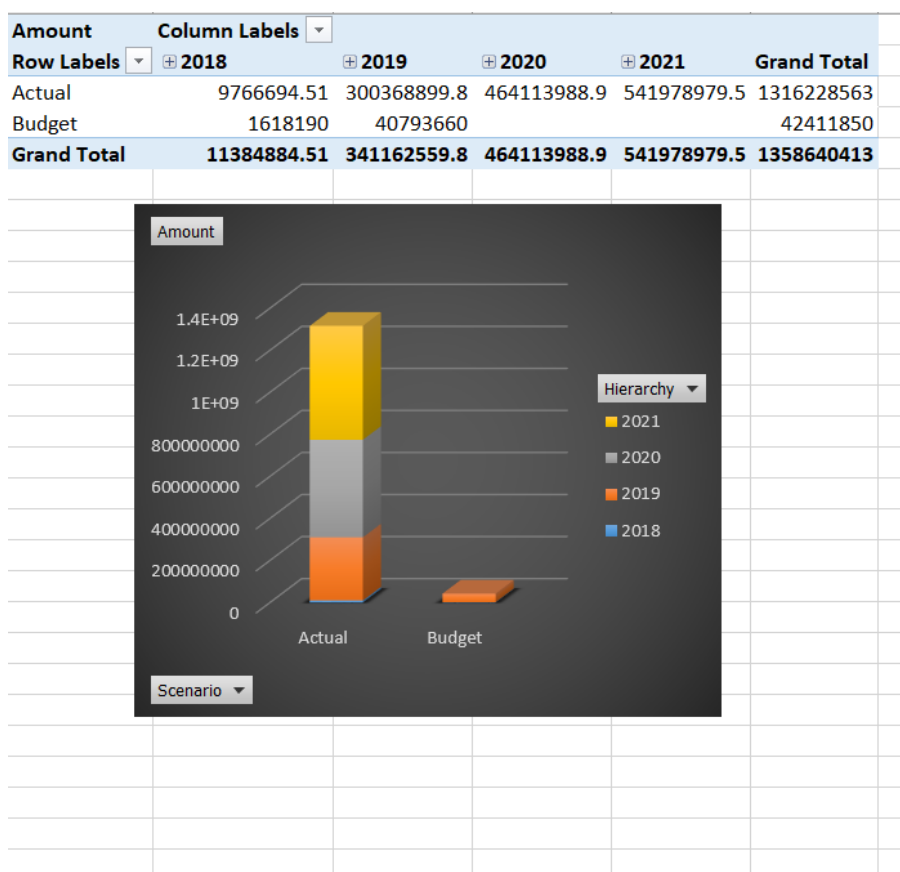 Amount Column Labels
Row Labels 2018 2019 2020 2021 Grand Total
Actual 9766694.51 300368899.8 464113988.9 541978979.5 1316228563
Budget 1618190 40793660 42411850
Grand Total 11384884.51 341162559.8 464113988.9 541978979.5 1358640413
Amount
1.4E+09
1.2E+09
1E+09
800000000
600000000
400000000
200000000
0
Actual Budget
Hierarchy
2021
2020
2019
2018
Scenario